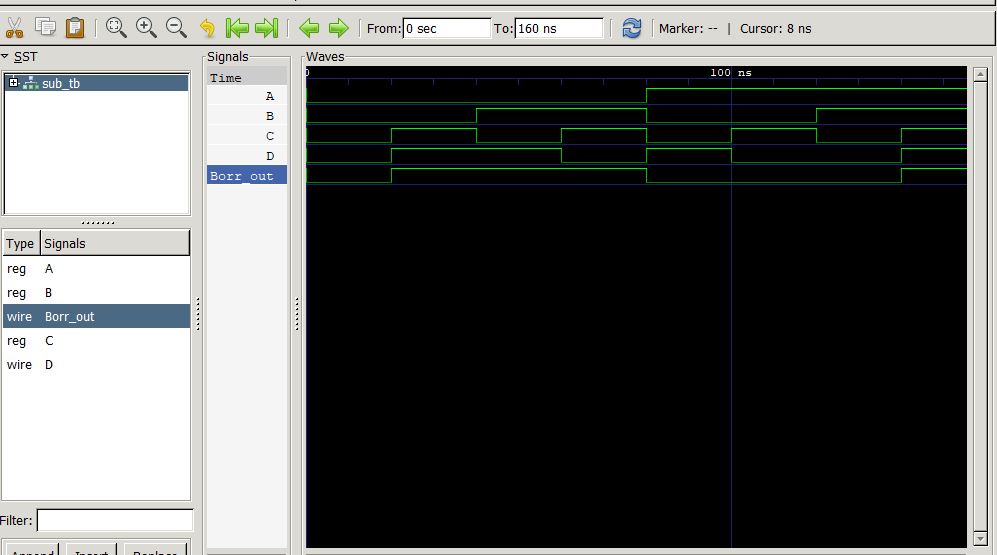 From: 0 sec To: 160 ns Marker: -- | Cursor: 8 ns
SST
sub_tb
Type Signals
reg A
reg B
wire Borr_out
reg C
wire D
Filter:
Append Insert Replace
Signals
Time
A
B
C
D
Borr_out
Waves
0 100 ns